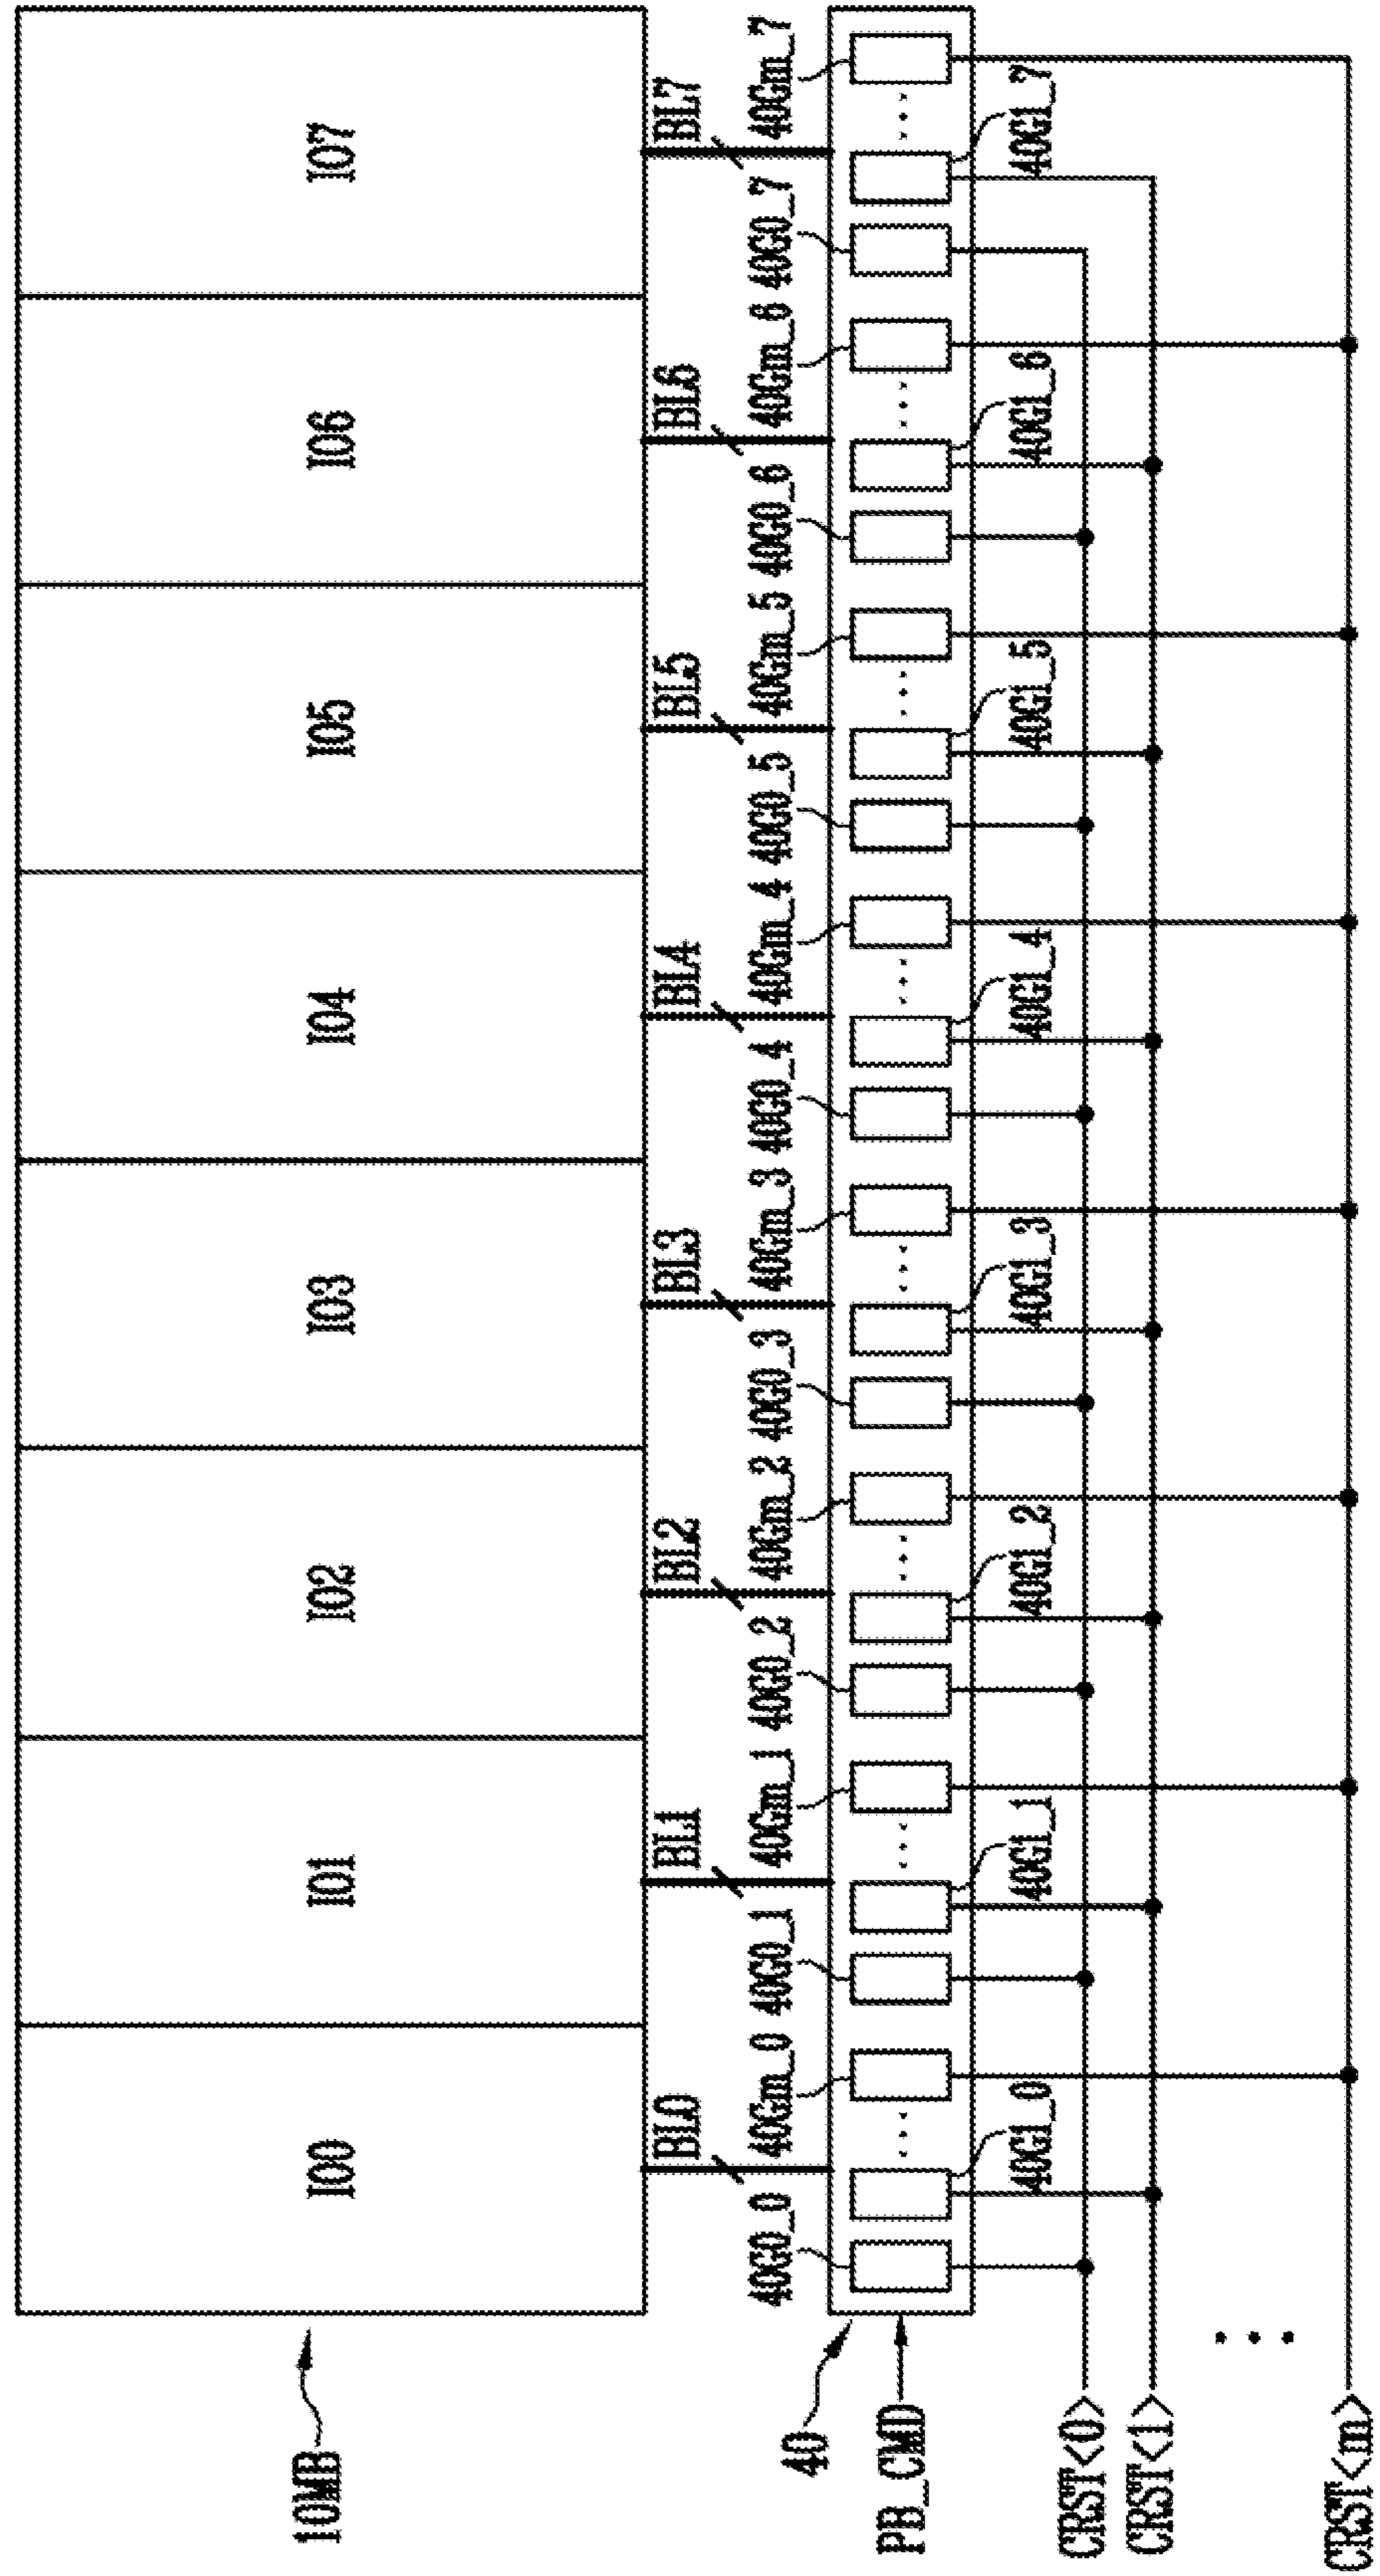 10MB
IO0
IO1
IO2
IO3
IO4
IO5
IO6
IO7
BL0
BL1
BL2
BL3
BL4
BL5
BL6
BL7
40G0_0
40Gm_0
40G0_1
40Gm_1
40G0_2
40Gm_2
40G0_3
40Gm_3
40G0_4
40Gm_4
40G0_5
40Gm_5
40G0_6
40Gm_6
40G0_7
40Gm_7
40
PB_CMD
40G1_0
40G1_1
40G1_2
40G1_3
40G1_4
40G1_5
40G1_6
40G1_7
CRST<0>
CRST<1>
CRST<m>